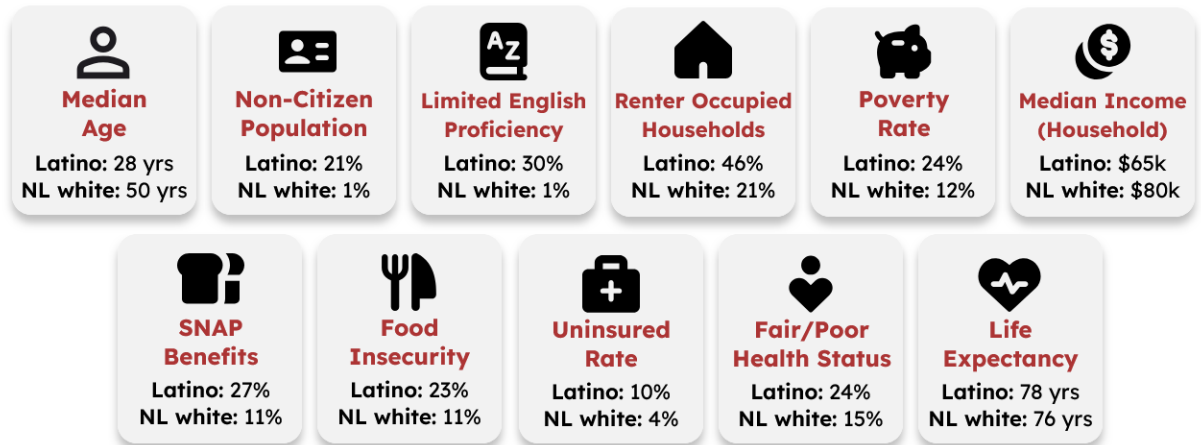 Median
Age
Latino: 28 yrs
NL white: 50 yrs
Non-Citizen
Population
Latino: 21%
NL white: 1%
AZ
Limited English
Proficiency
Latino: 30%
NL white: 1%
Renter Occupied
Households
Latino: 46%
NL white: 21%
Poverty
Rate
Latino: 24%
NL white: 12%
$
Median Income
(Household)
Latino: $65k
NL white: $80k
SNAP
Benefits
Latino: 27%
NL white: 11%
Food
Insecurity
Latino: 23%
NL white: 11%
Uninsured
Rate
Latino: 10%
NL white: 4%
Fair/Poor
Health Status
Latino: 24%
NL white: 15%
Life
Expectancy
Latino: 78 yrs
NL white: 76 yrs